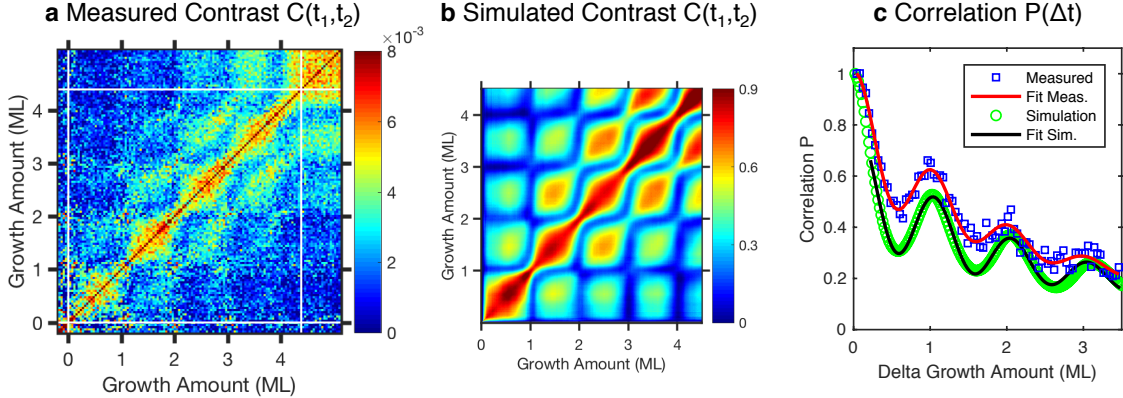 a Measured Contrast C(t₁,t₂)
×10⁻³
8
6
4
2
0
4
3
2
1
0
Growth Amount (ML)
0 1 2 3 4
Growth Amount (ML)
b Simulated Contrast C(t₁,t₂)
0.9
0.6
0.3
0
4
3
2
1
0
Growth Amount (ML)
0 1 2 3 4
Growth Amount (ML)
c Correlation P(Δt)
Measured
Fit Meas.
Simulation
Fit Sim.
1
0.8
0.6
0.4
0.2
0
Correlation P
0 1 2 3
Delta Growth Amount (ML)